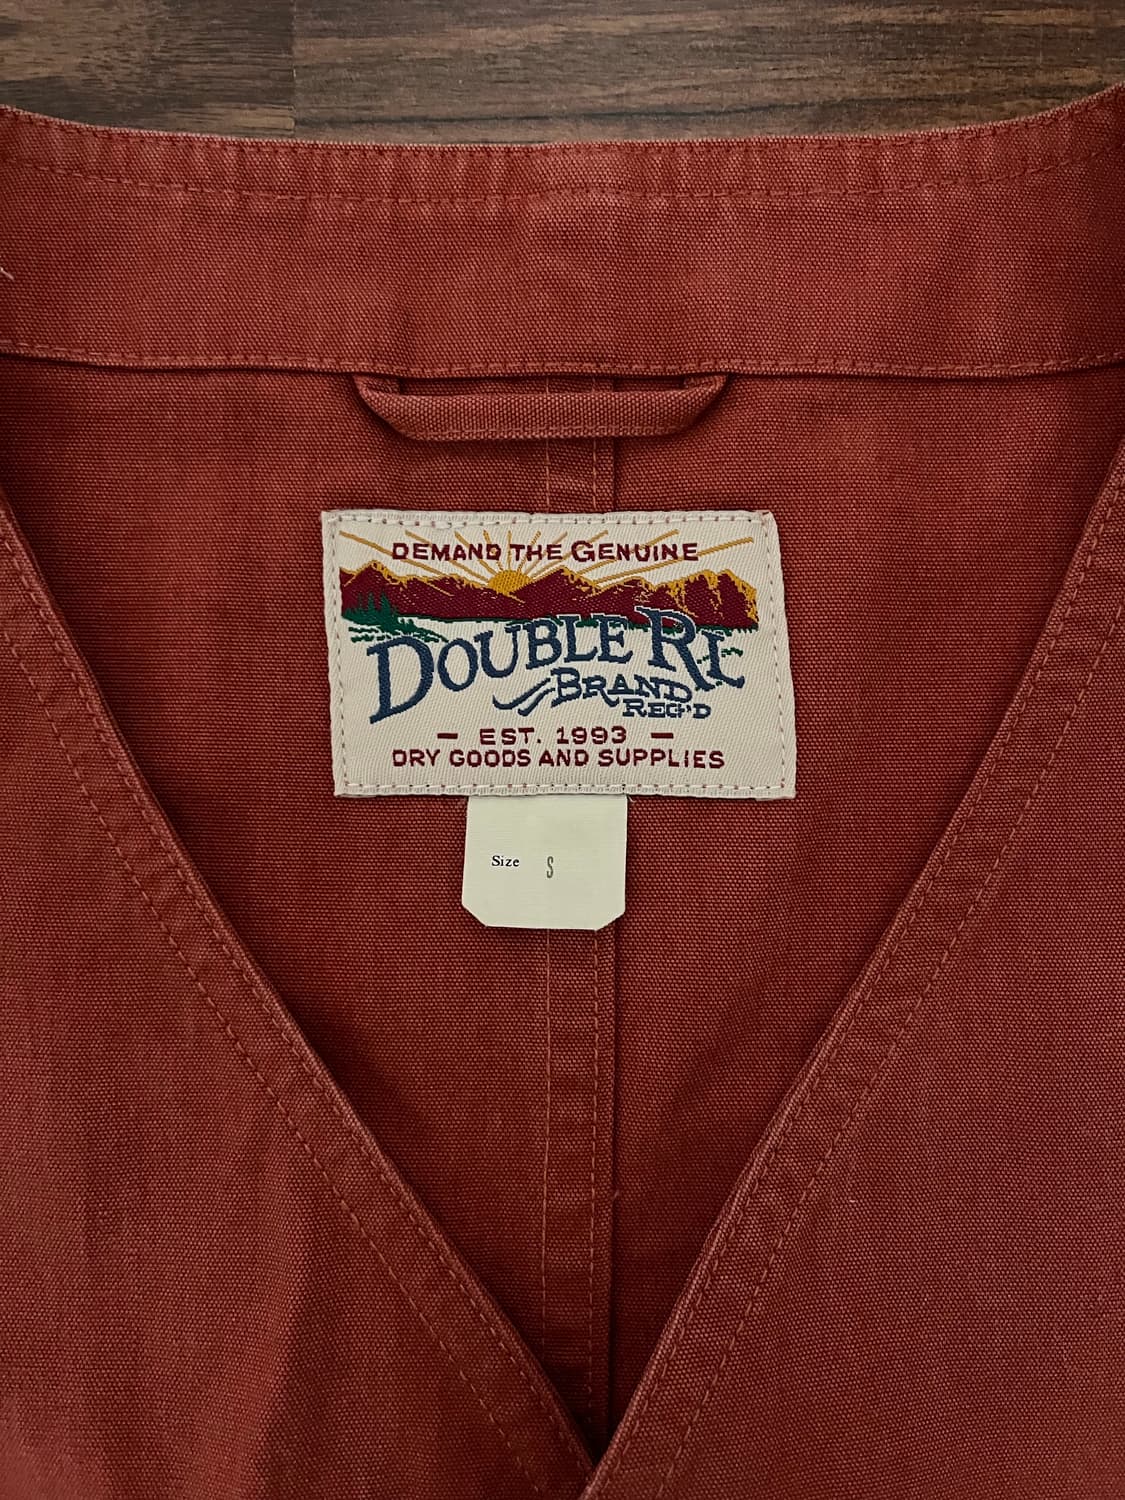 DEMAND THE GENUINE
DOUBLE RL
BRAND
REG'D
— EST. 1993 —
DRY GOODS AND SUPPLIES
Size S